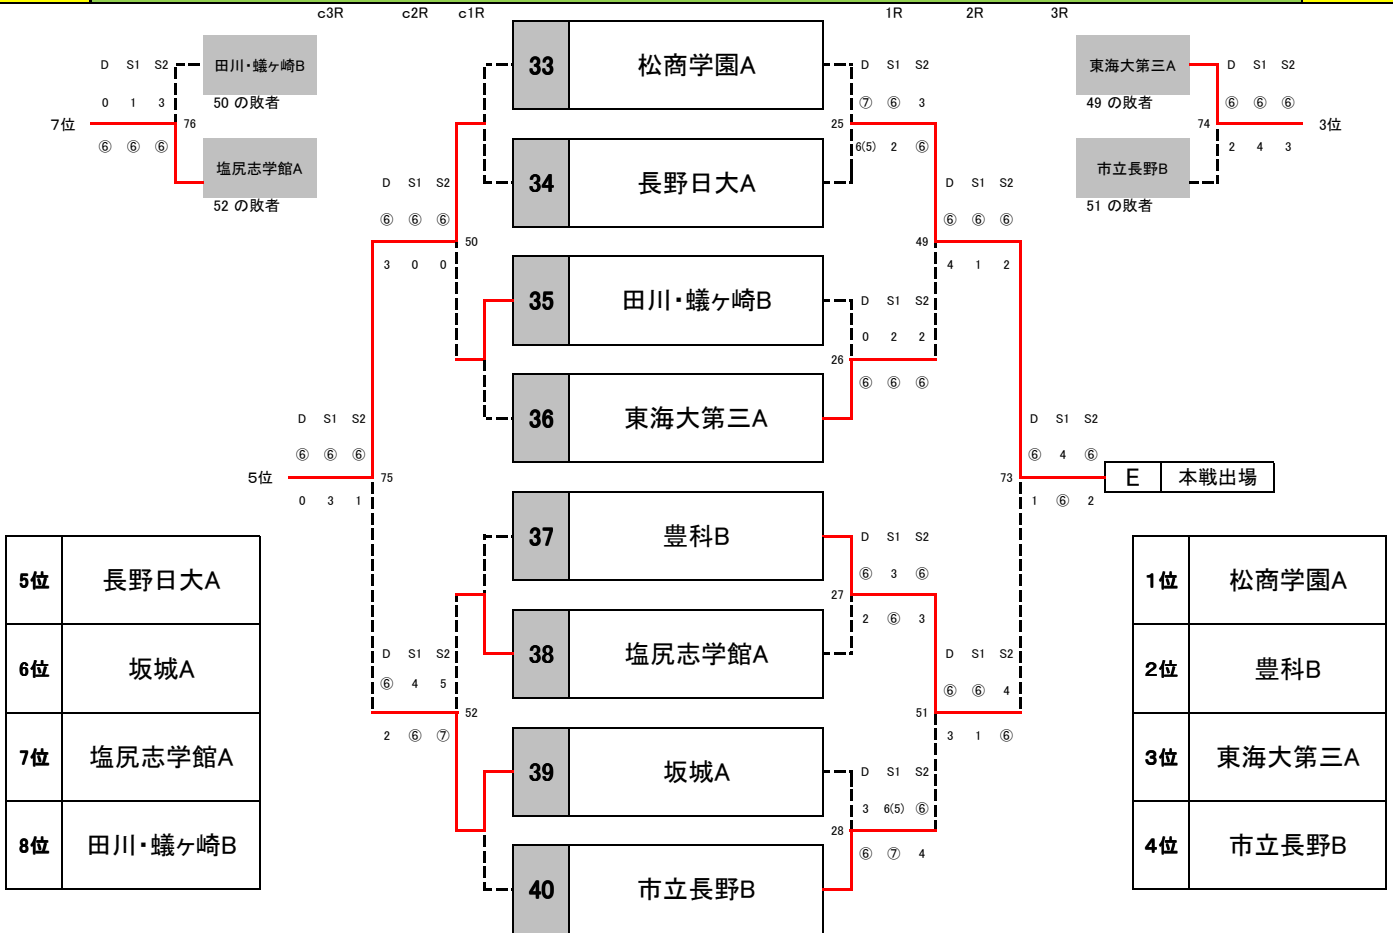 c3R c2R c1R 1R 2R 3R
D S1 S2 田川・蟻ヶ崎B
0 1 3 50 の敗者
7位 76
⑥ ⑥ ⑥ 塩尻志学館A
52 の敗者
東海大第三A D S1 S2
49 の敗者 ⑥ ⑥ ⑥
74 3位
市立長野B 2 4 3
51 の敗者
33 松商学園A
D S1 S2
⑦ ⑥ 3
25
6(5) 2 ⑥
34 長野日大A
D S1 S2
⑥ ⑥ ⑥
50
3 0 0
D S1 S2
⑥ ⑥ ⑥
49
4 1 2
35 田川・蟻ヶ崎B
D S1 S2
0 2 2
26
⑥ ⑥ ⑥
36 東海大第三A
D S1 S2
⑥ ⑥ ⑥
5位 75
0 3 1
D S1 S2
⑥ 4 ⑥
73 E 本戦出場
1 ⑥ 2
37 豊科B
D S1 S2
⑥ 3 ⑥
27
2 ⑥ 3
38 塩尻志学館A
D S1 S2
⑥ 4 5
52
2 ⑥ ⑦
D S1 S2
⑥ ⑥ 4
51
3 1 ⑥
39 坂城A
D S1 S2
3 6(5) ⑥
28
⑥ ⑦ 4
40 市立長野B
5位 長野日大A
6位 坂城A
7位 塩尻志学館A
8位 田川・蟻ヶ崎B
1位 松商学園A
2位 豊科B
3位 東海大第三A
4位 市立長野B